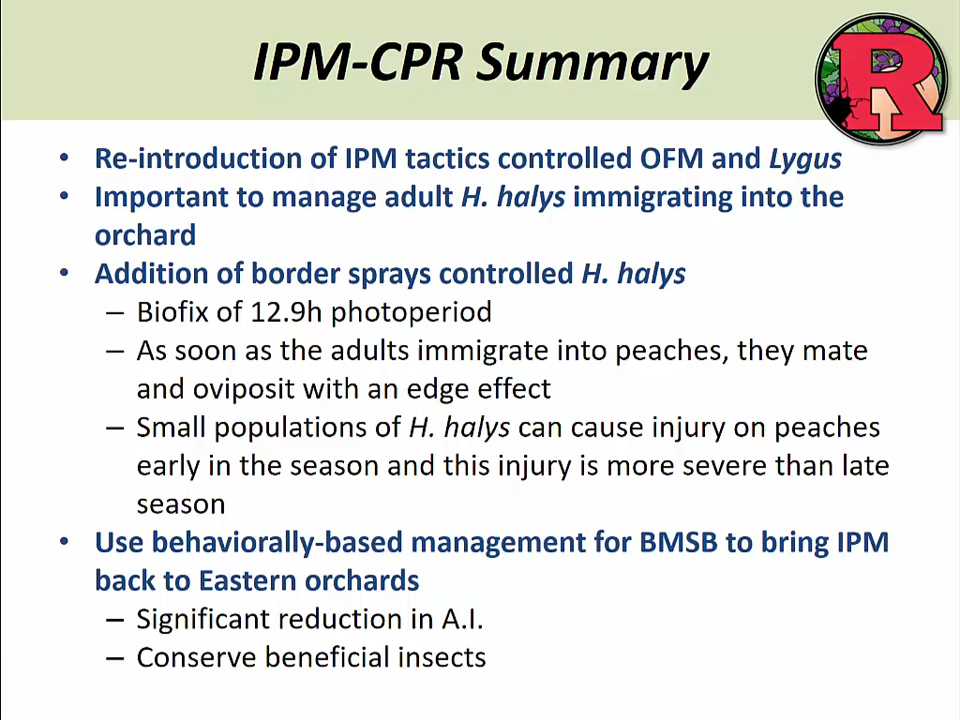 IPM-CPR Summary
R
• Re-introduction of IPM tactics controlled OFM and Lygus
• Important to manage adult H. halys immigrating into the
orchard
• Addition of border sprays controlled H. halys
– Biofix of 12.9h photoperiod
– As soon as the adults immigrate into peaches, they mate
and oviposit with an edge effect
– Small populations of H. halys can cause injury on peaches
early in the season and this injury is more severe than late
season
• Use behaviorally-based management for BMSB to bring IPM
back to Eastern orchards
– Significant reduction in A.I.
– Conserve beneficial insects